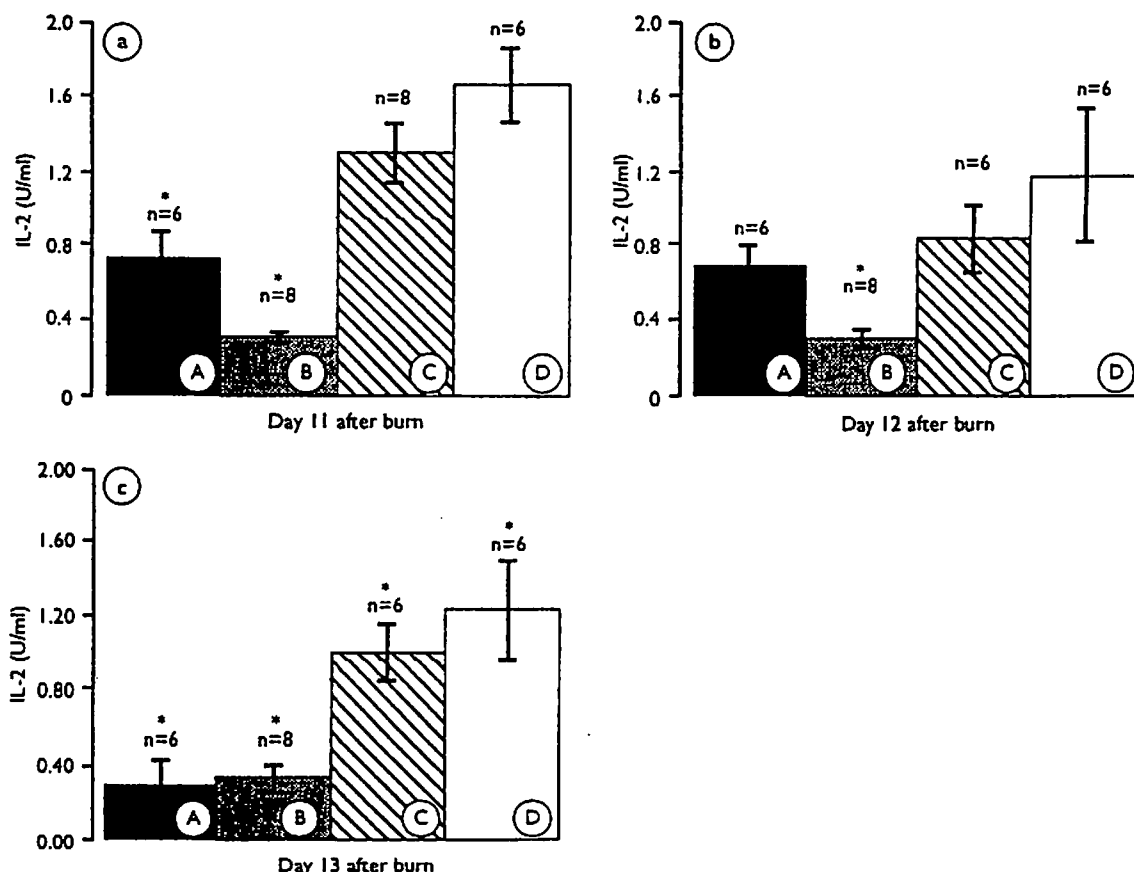 a
2.0
1.6
1.2
0.8
0.4
0
IL-2 (U/ml)
*
n=6
*
n=8
n=8
n=6
A
B
C
D
Day 11 after burn
b
2.0
1.6
1.2
0.8
0.4
0
IL-2 (U/ml)
n=6
*
n=8
n=6
n=6
A
B
C
D
Day 12 after burn
c
2.00
1.60
1.20
0.80
0.40
0.00
IL-2 (U/ml)
*
n=6
*
n=8
*
n=6
*
n=6
A
B
C
D
Day 13 after burn